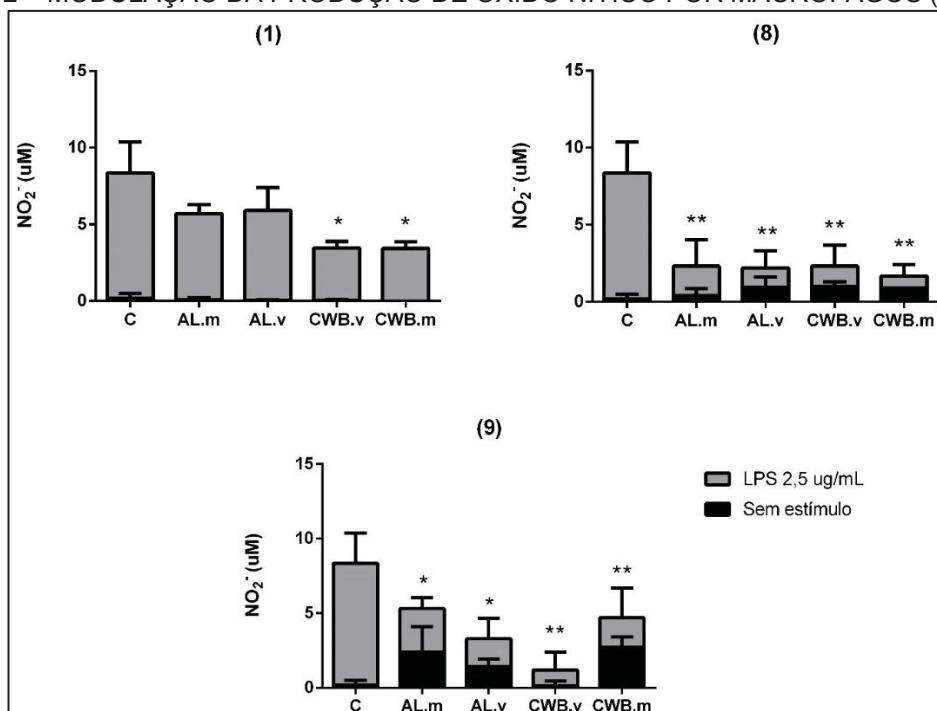 2 – MODULAÇÃO DA PRODUÇÃO DE ÓXIDO POR MACRÓFAGOS (
(1)
15
10
5
0
NO₂⁻ (uM)
* *
C AL.m AL.v CWB.v CWB.m
(8)
15
10
5
0
NO₂⁻ (uM)
** ** ** **
C AL.m AL.v CWB.v CWB.m
(9)
15
10
5
0
NO₂⁻ (uM)
* * ** **
C AL.m AL.v CWB.v CWB.m
LPS 2,5 ug/mL
Sem estímulo